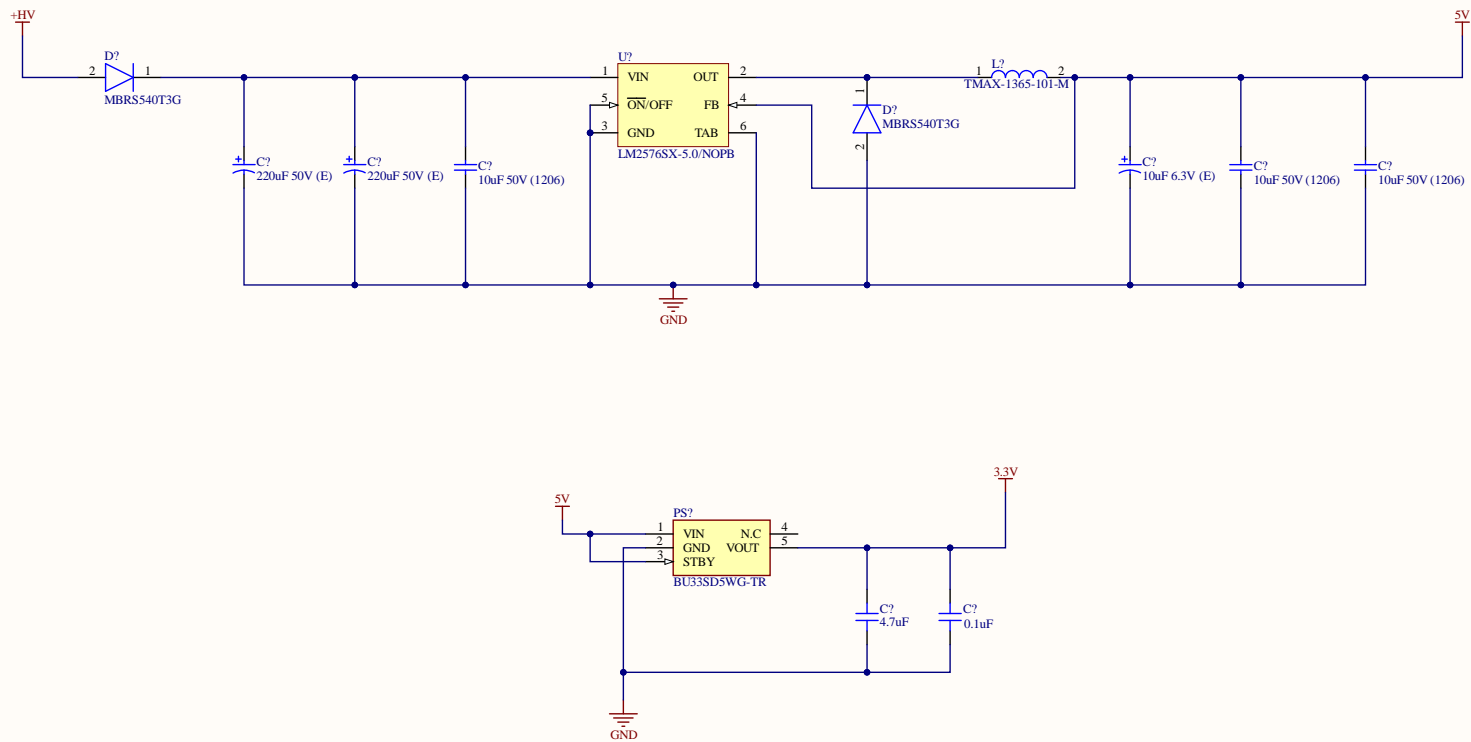 +HV
5V
D?
2
1
MBRS540T3G
U?
1
VIN
OUT
2
5
ON/OFF
FB
4
3
GND
TAB
6
LM2576SX-5.0/NOPB
L?
1
2
TMAX-1365-101-M
1
D?
MBRS540T3G
2
C?
220uF 50V (E)
C?
220uF 50V (E)
C?
10uF 50V (1206)
C?
10uF 6.3V (E)
C?
10uF 50V (1206)
C?
10uF 50V (1206)
GND
5V
3.3V
PS?
1
VIN
N.C
4
2
GND
VOUT
5
3
STBY
BU33SD5WG-TR
C?
4.7uF
C?
0.1uF
GND